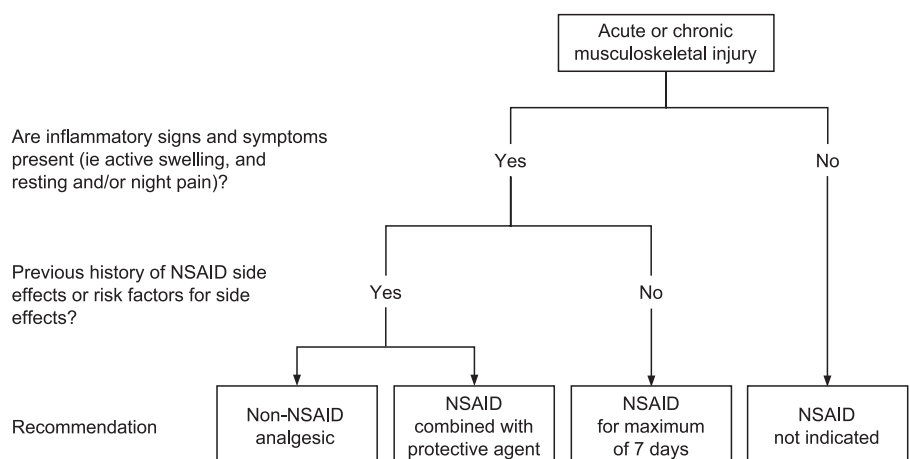 Acute or chronic
musculoskeletal injury
Are inflammatory signs and symptoms
present (ie active swelling, and
resting and/or night pain)?
Yes
No
Previous history of NSAID side
effects or risk factors for side
effects?
Yes
No
Recommendation
Non-NSAID
analgesic
NSAID
combined with
protective agent
NSAID
for maximum
of 7 days
NSAID
not indicated